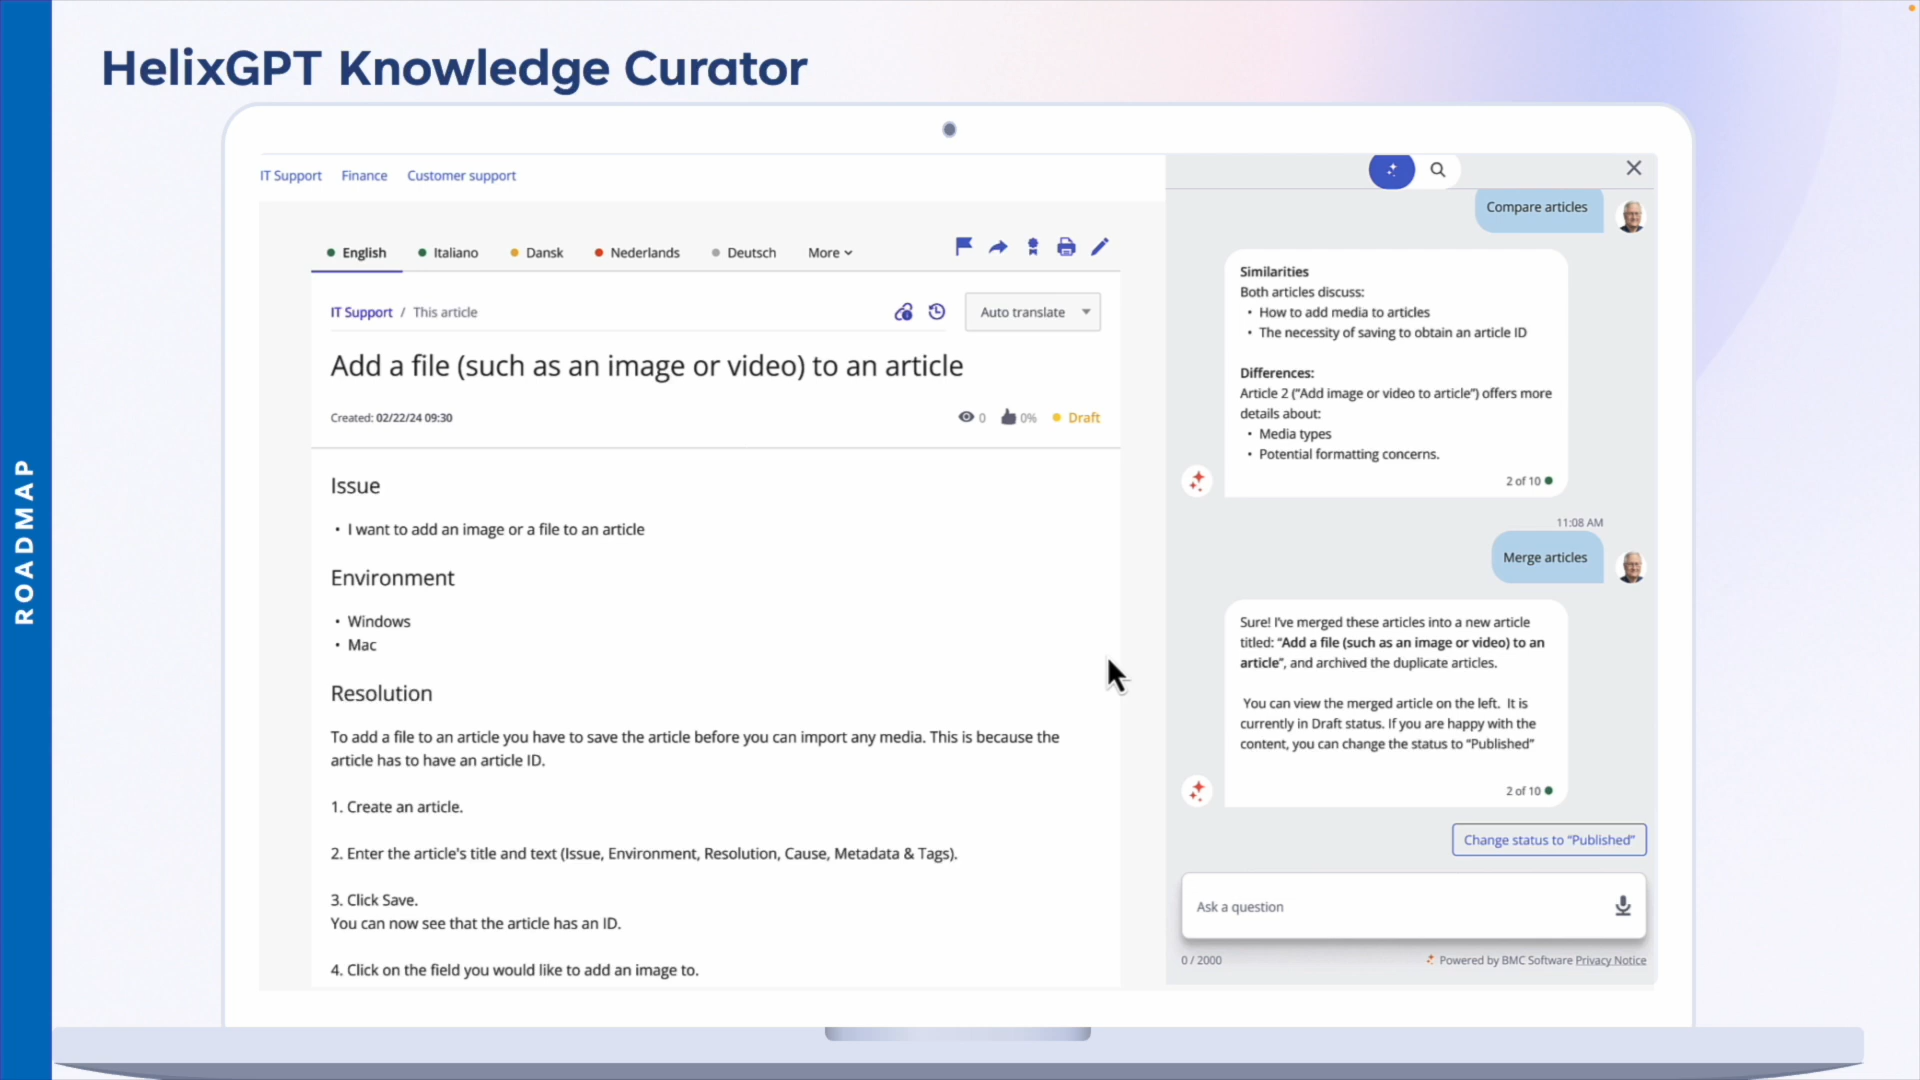 HelixGPT Knowledge Curator
ROADMAP
IT Support Finance Customer support
English Italiano Dansk Nederlands Deutsch More
IT Support / This article
Auto translate
Add a file (such as an image or video) to an article
Created: 02/22/24 09:30
0 0% Draft
Issue
• I want to add an image or a file to an article
Environment
• Windows
• Mac
Resolution
To add a file to an article you have to save the article before you can import any media. This is because the
article has to have an article ID.
1. Create an article.
2. Enter the article's title and text (Issue, Environment, Resolution, Cause, Metadata & Tags).
3. Click Save.
You can now see that the article has an ID.
4. Click on the field you would like to add an image to.
Compare articles
Similarities
Both articles discuss:
• How to add media to articles
• The necessity of saving to obtain an article ID
Differences:
Article 2 ("Add image or video to article") offers more
details about:
• Media types
• Potential formatting concerns.
2 of 10
11:08 AM
Merge articles
Sure! I've merged these articles into a new article
titled: "Add a file (such as an image or video) to an
article", and archived the duplicate articles.
You can view the merged article on the left. It is
currently in Draft status. If you are happy with the
content, you can change the status to "Published"
2 of 10
Change status to "Published"
Ask a question
0 / 2000
Powered by BMC Software Privacy Notice